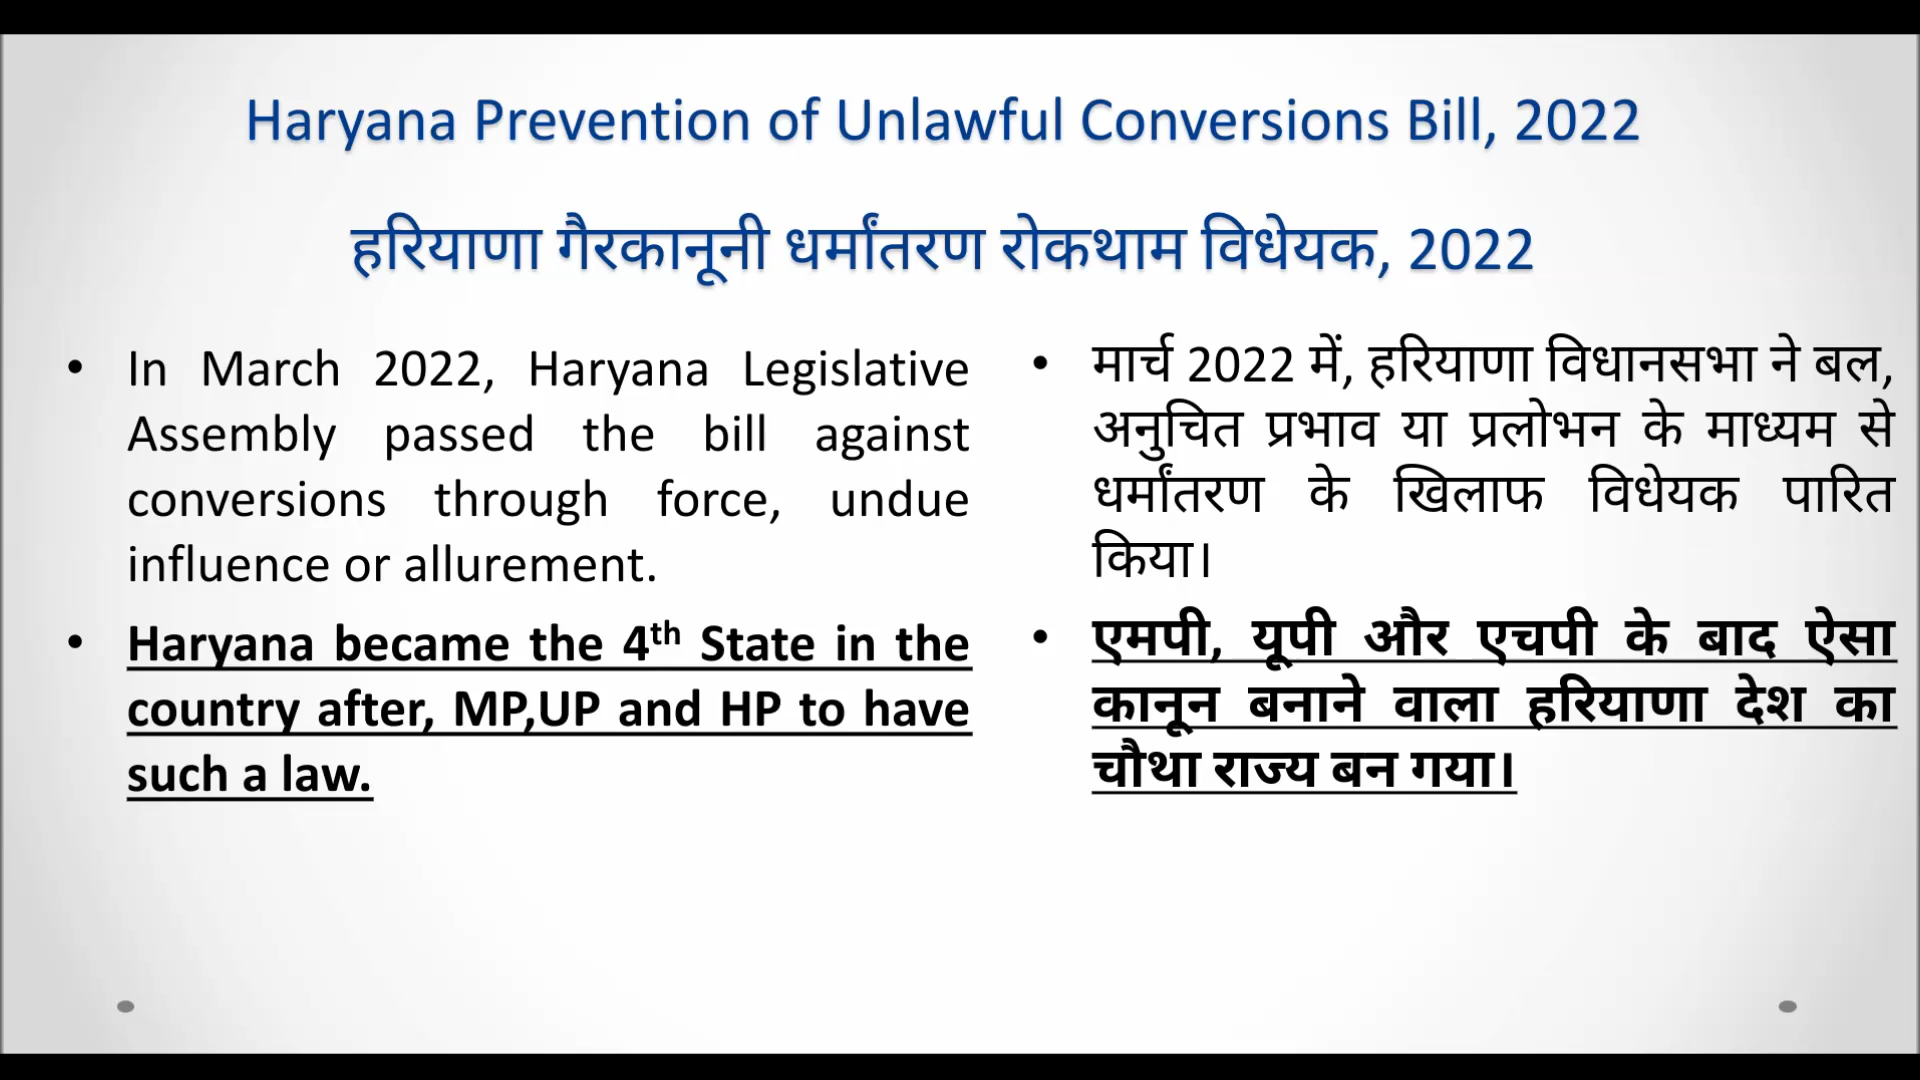 Haryana Prevention of Unlawful Conversions Bill, 2022
हरियाणा गैरकानूनी धर्मांतरण रोकथाम विधेयक, 2022
• In March 2022, Haryana Legislative
Assembly passed the bill against
conversions through force, undue
influence or allurement.
• Haryana became the 4th State in the
country after, MP,UP and HP to have
such a law.
• मार्च 2022 में, हरियाणा विधानसभा ने बल,
अनुचित प्रभाव या प्रलोभन के माध्यम से
धर्मांतरण के खिलाफ विधेयक पारित
किया।
• एमपी, यूपी और एचपी के बाद ऐसा
कानून बनाने वाला हरियाणा देश का
चौथा राज्य बन गया।